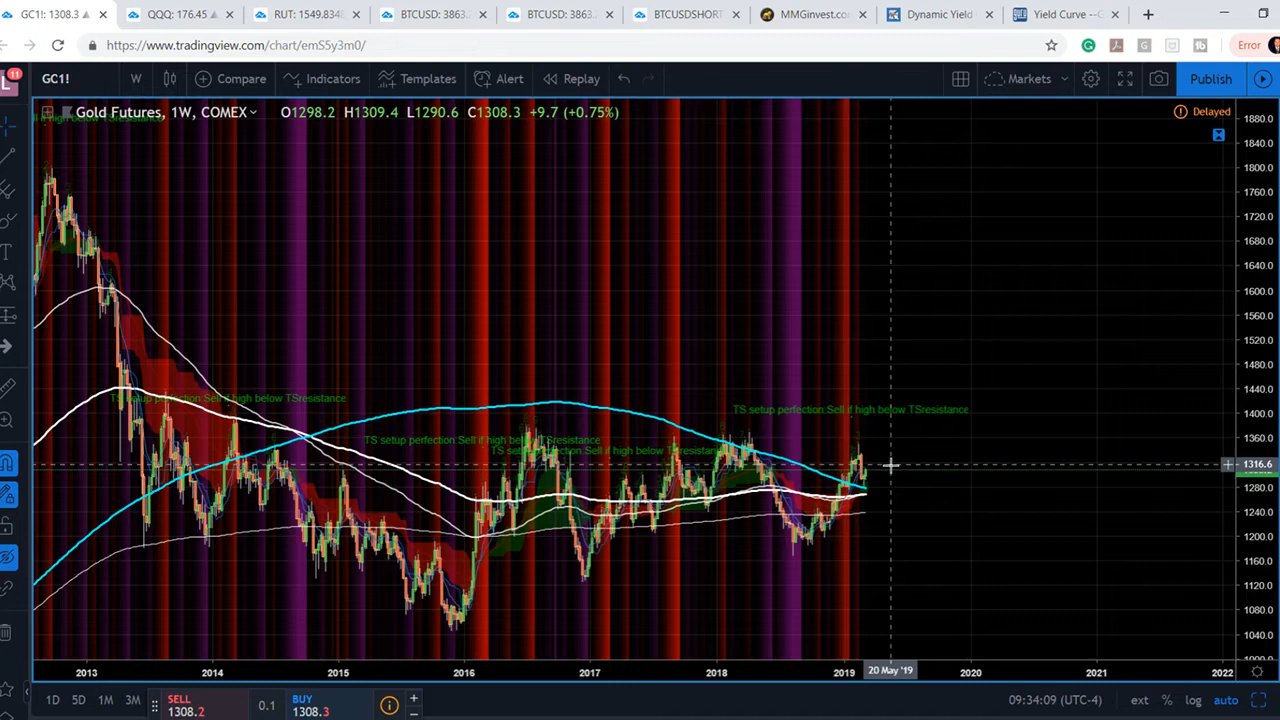 GC1!: 1308.3 ▲ +0.75
QQQ: 176.45 ▲
RUT: 1549.8348
BTCUSD: 3863.
BTCUSD: 3863.
BTCUSDSHORT
MMGinvest.co
Dynamic Yield
Yield Curve --G
https://www.tradingview.com/chart/emS5y3m0/
Error
11
GC1!
W
Compare
Indicators
Templates
Alert
Replay
Markets
Publish
Gold Futures, 1W, COMEX
O1298.2 H1309.4 L1290.6 C1308.3 +9.7 (+0.75%)
Delayed
TS setup perfection Sell if high below TSresistance
TS setup perfection Sell if high below TSresistance
TS setup perfection Sell if high below TSresistance
TS setup perfection Sell if high below TSresistance
1880.0
1840.0
1800.0
1760.0
1720.0
1680.0
1640.0
1600.0
1560.0
1520.0
1480.0
1440.0
1400.0
1360.0
1316.6
1280.0
1240.0
1200.0
1160.0
1120.0
1080.0
1040.0
2013 2014 2015 2016 2017 2018 2019 20 May '19 2020 2021 2022
1D 5D 1M 3M
SELL
1308.2
0.1
BUY
1308.3
09:34:09 (UTC-4)
ext % log auto